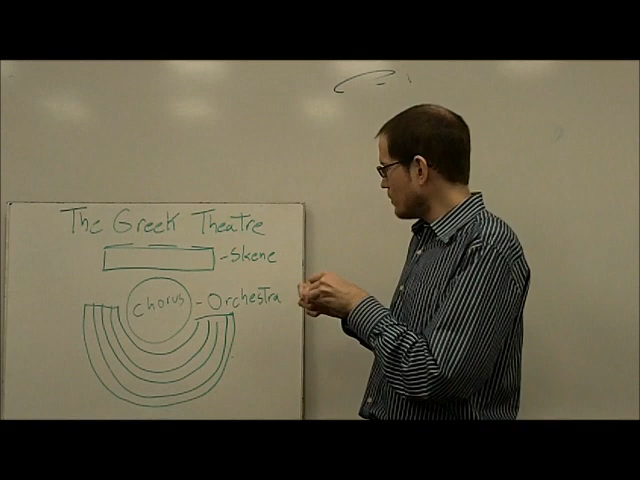 The Greek Theatre
- Skene
Chorus - Orchestra